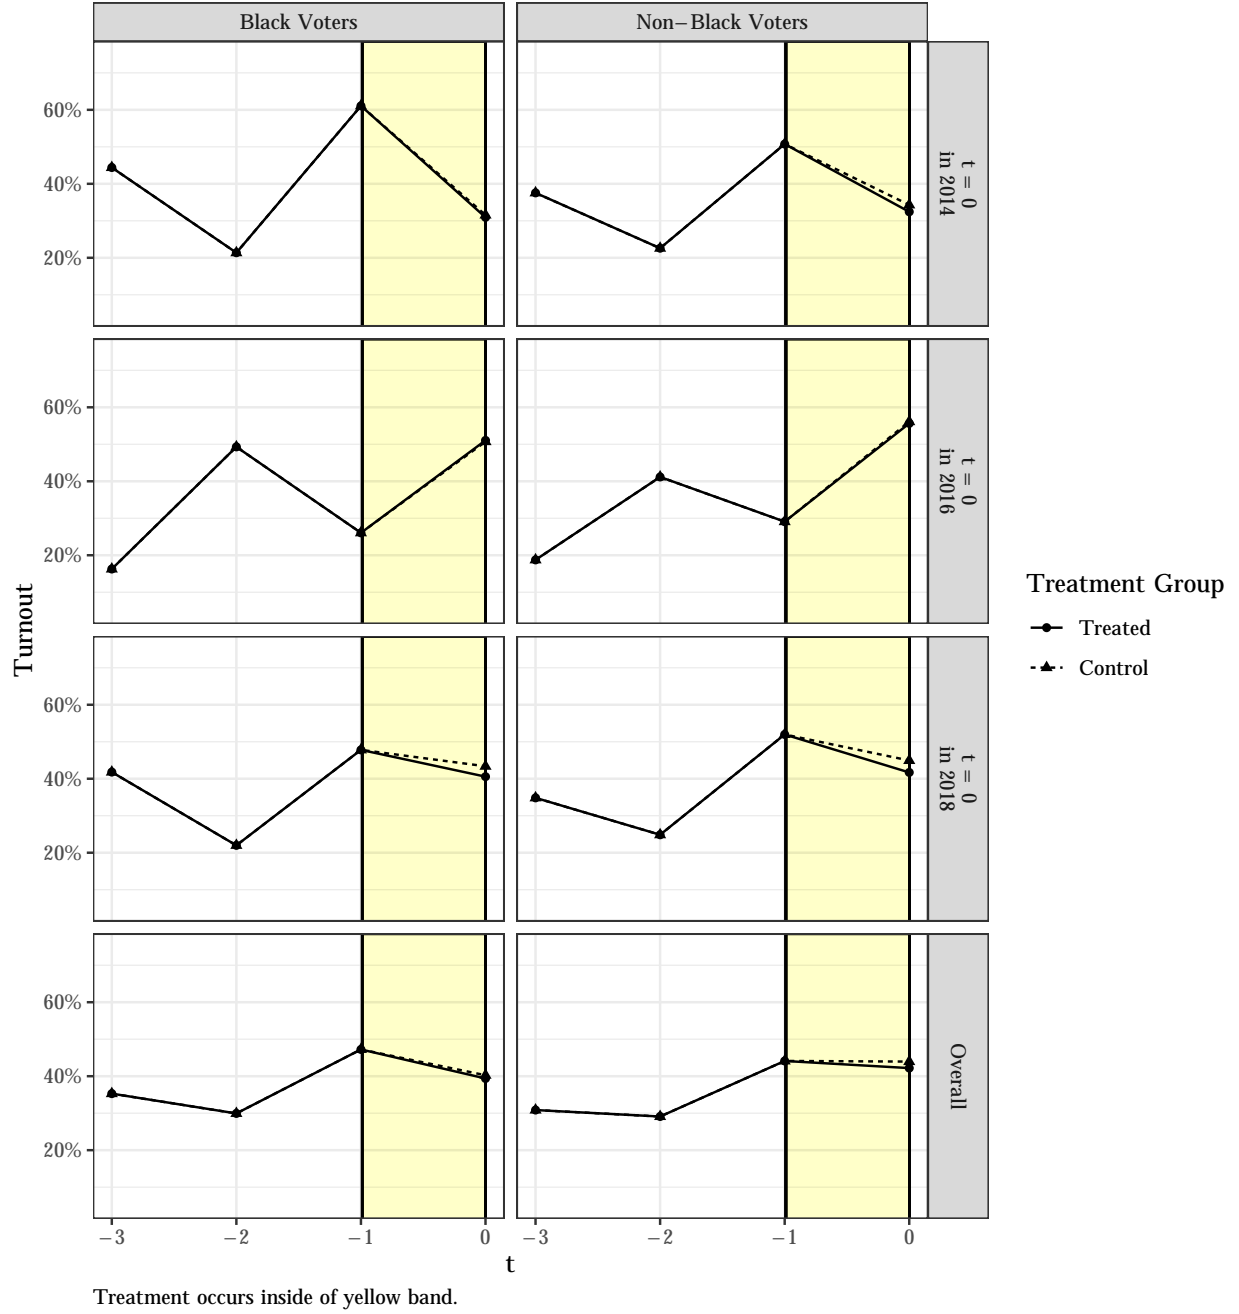 Black Voters
Non−Black Voters
60%
40%
20%
t = 0
in 2014
60%
40%
20%
t = 0
in 2016
60%
40%
20%
t = 0
in 2018
60%
40%
20%
Overall
−3
−2
−1
0
−3
−2
−1
0
t
Turnout
Treatment Group
Treated
Control
Treatment occurs inside of yellow band.